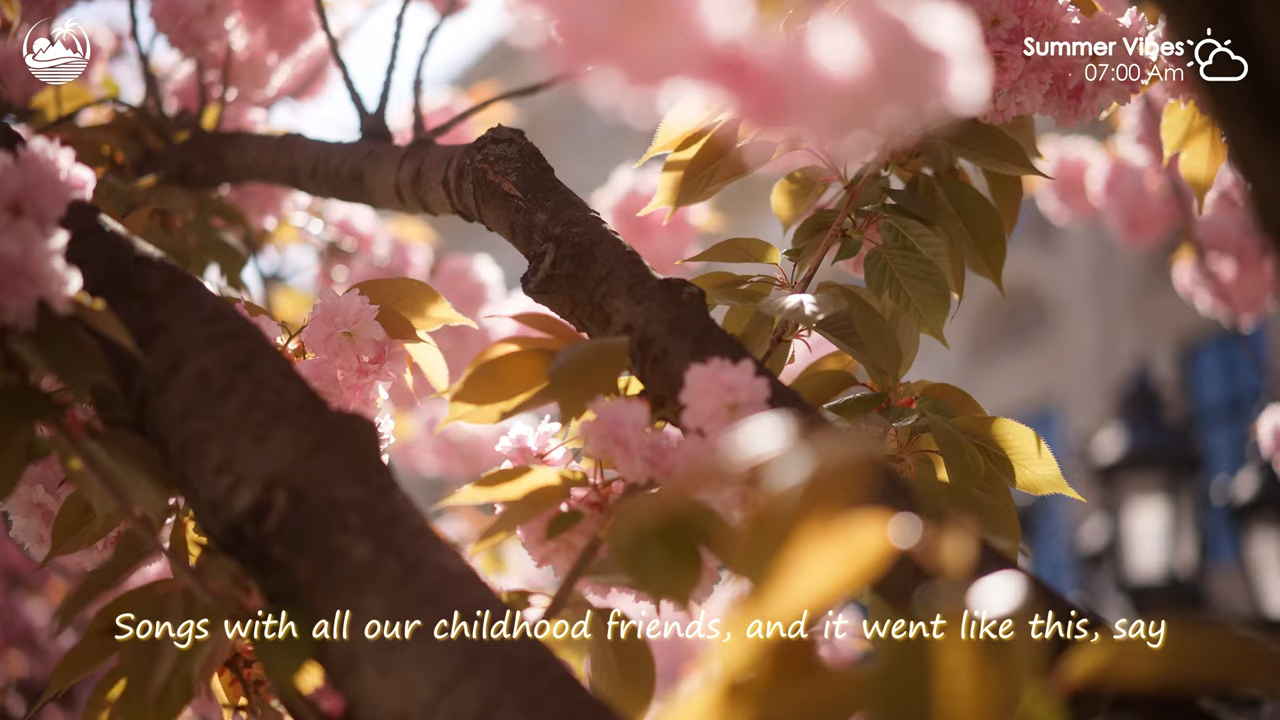 Summer Vibes
07:00 Am
Songs with all our childhood friends, and it went like this, say